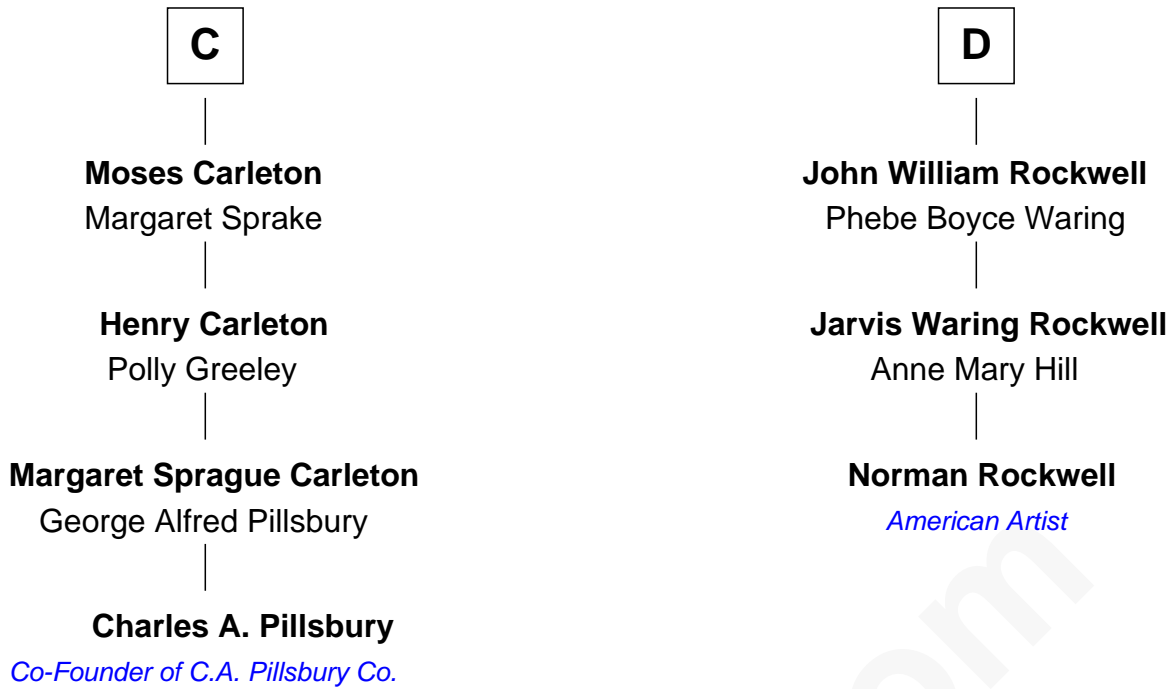 C
Moses Carleton
Margaret Sprake
Henry Carleton
Polly Greeley
Margaret Sprague Carleton
George Alfred Pillsbury
Charles A. Pillsbury
Co-Founder of C.A. Pillsbury Co.
D
John William Rockwell
Phebe Boyce Waring
Jarvis Waring Rockwell
Anne Mary Hill
Norman Rockwell
American Artist
om